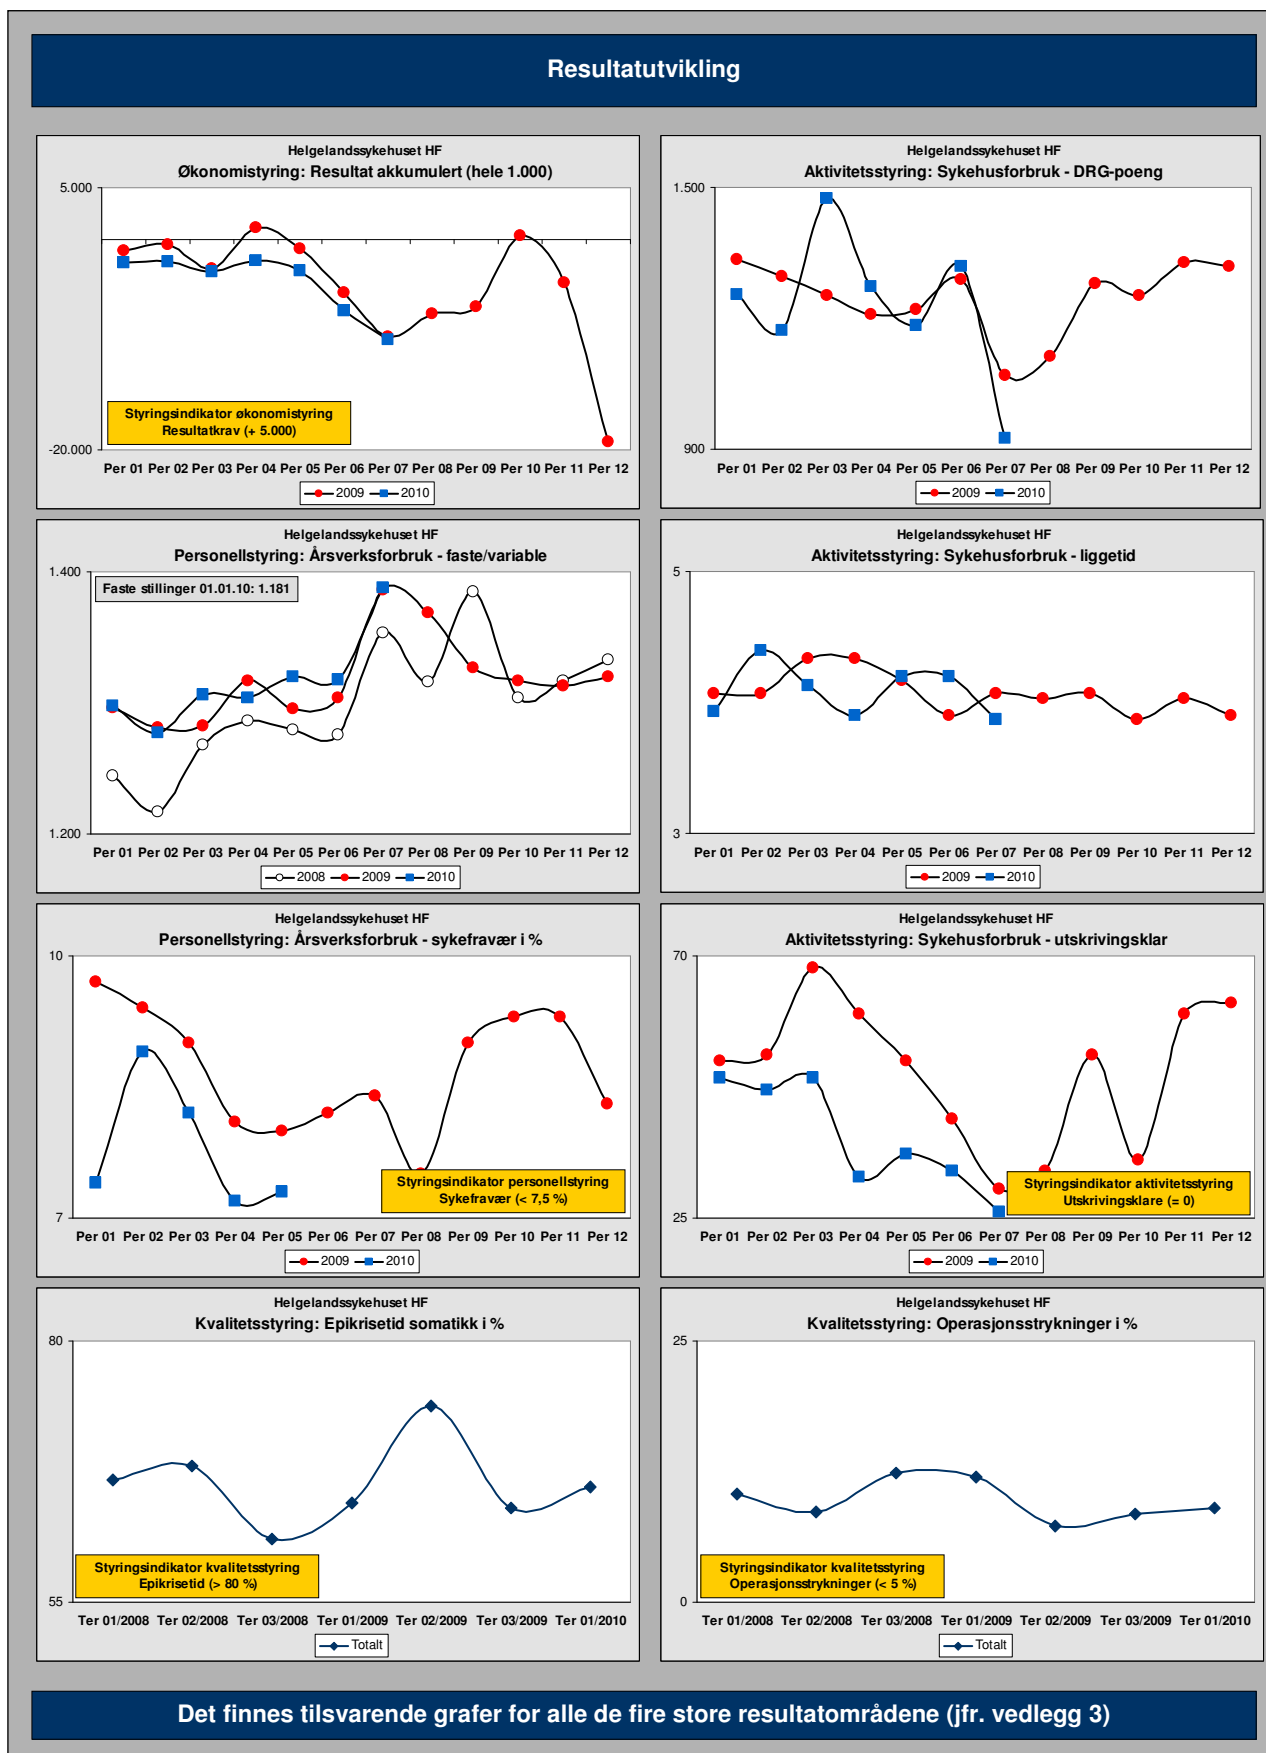 Resultatutvikling
Helgelandssykehuset HF
Økonomistyring: Resultat akkumulert (hele 1.000)
5.000
-20.000
Styringsindikator økonomistyring
Resultatkrav (+ 5.000)
Per 01 Per 02 Per 03 Per 04 Per 05 Per 06 Per 07 Per 08 Per 09 Per 10 Per 11 Per 12
2009 2010
Helgelandssykehuset HF
Aktivitetsstyring: Sykehusforbruk - DRG-poeng
1.500
900
Per 01 Per 02 Per 03 Per 04 Per 05 Per 06 Per 07 Per 08 Per 09 Per 10 Per 11 Per 12
2009 2010
Helgelandssykehuset HF
Personellstyring: Årsverksforbruk - faste/variable
1.400
Faste stillinger 01.01.10: 1.181
1.200
Per 01 Per 02 Per 03 Per 04 Per 05 Per 06 Per 07 Per 08 Per 09 Per 10 Per 11 Per 12
2008 2009 2010
Helgelandssykehuset HF
Aktivitetsstyring: Sykehusforbruk - liggetid
5
3
Per 01 Per 02 Per 03 Per 04 Per 05 Per 06 Per 07 Per 08 Per 09 Per 10 Per 11 Per 12
2009 2010
Helgelandssykehuset HF
Personellstyring: Årsverksforbruk - sykefravær i %
10
7
Styringsindikator personellstyring
Sykefravær (< 7,5 %)
Per 01 Per 02 Per 03 Per 04 Per 05 Per 06 Per 07 Per 08 Per 09 Per 10 Per 11 Per 12
2009 2010
Helgelandssykehuset HF
Aktivitetsstyring: Sykehusforbruk - utskrivingsklar
70
25
Styringsindikator aktivitetsstyring
Utskrivingsklare (= 0)
Per 01 Per 02 Per 03 Per 04 Per 05 Per 06 Per 07 Per 08 Per 09 Per 10 Per 11 Per 12
2009 2010
Helgelandssykehuset HF
Kvalitetsstyring: Epikrisetid somatikk i %
80
55
Styringsindikator kvalitetsstyring
Epikrisetid (> 80 %)
Ter 01/2008 Ter 02/2008 Ter 03/2008 Ter 01/2009 Ter 02/2009 Ter 03/2009 Ter 01/2010
Totalt
Helgelandssykehuset HF
Kvalitetsstyring: Operasjonsstrykninger i %
25
0
Styringsindikator kvalitetsstyring
Operasjonsstrykninger (< 5 %)
Ter 01/2008 Ter 02/2008 Ter 03/2008 Ter 01/2009 Ter 02/2009 Ter 03/2009 Ter 01/2010
Totalt
Det finnes tilsvarende grafer for alle de fire store resultatområdene (jfr. vedlegg 3)